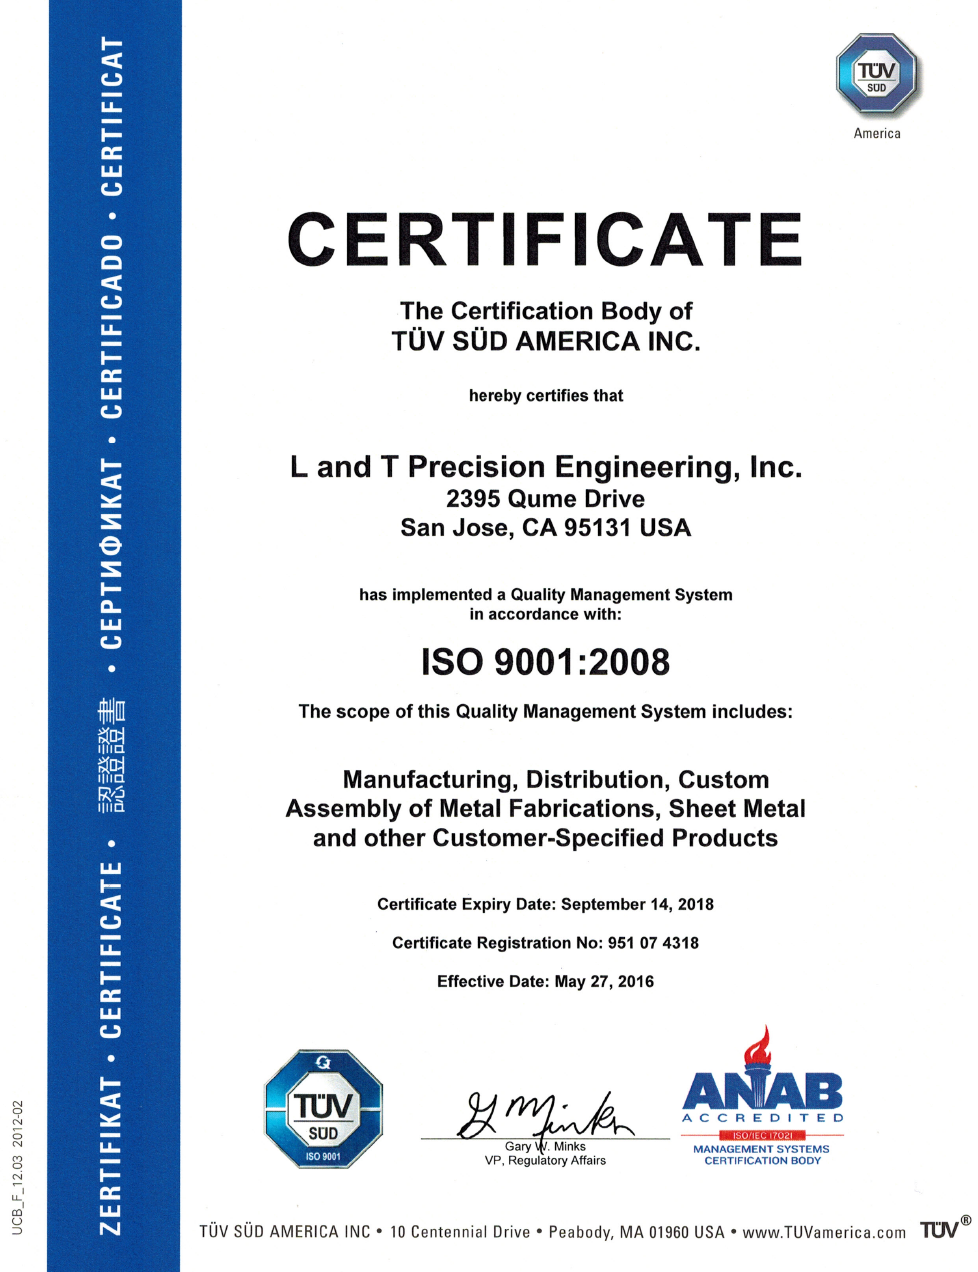 TÜV
SÜD
America
CERTIFICATE
The Certification Body of
TÜV SÜD AMERICA INC.
hereby certifies that
L and T Precision Engineering, Inc.
2395 Qume Drive
San Jose, CA 95131 USA
has implemented a Quality Management System
in accordance with:
ISO 9001:2008
The scope of this Quality Management System includes:
Manufacturing, Distribution, Custom
Assembly of Metal Fabrications, Sheet Metal
and other Customer-Specified Products
Certificate Expiry Date: September 14, 2018
Certificate Registration No: 951 07 4318
Effective Date: May 27, 2016
Q
TÜV
SÜD
ISO 9001
G W Minks
Gary W. Minks
VP, Regulatory Affairs
ANAB
ACCREDITED
ISO/IEC 17021
MANAGEMENT SYSTEMS
CERTIFICATION BODY
TÜV SÜD AMERICA INC • 10 Centennial Drive • Peabody, MA 01960 USA • www.TUVamerica.com TÜV®
ZERTIFIKAT • CERTIFICATE • 認證證書 • СЕРТИФИКАТ • CERTIFICADO • CERTIFICAT
UCB_F_12.03 2012-02